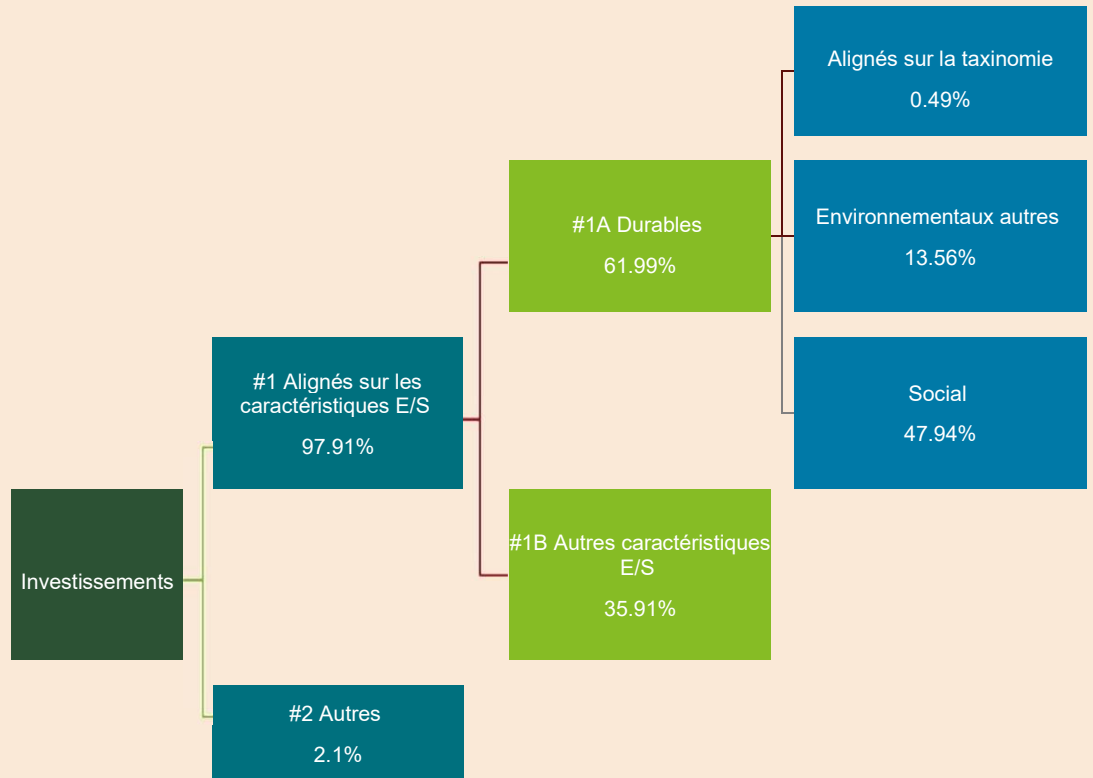 Alignés sur la taxinomie
0.49%
#1A Durables
61.99%
Environnementaux autres
13.56%
#1 Alignés sur les
caractéristiques E/S
97.91%
Social
47.94%
Investissements
#1B Autres caractéristiques
E/S
35.91%
#2 Autres
2.1%